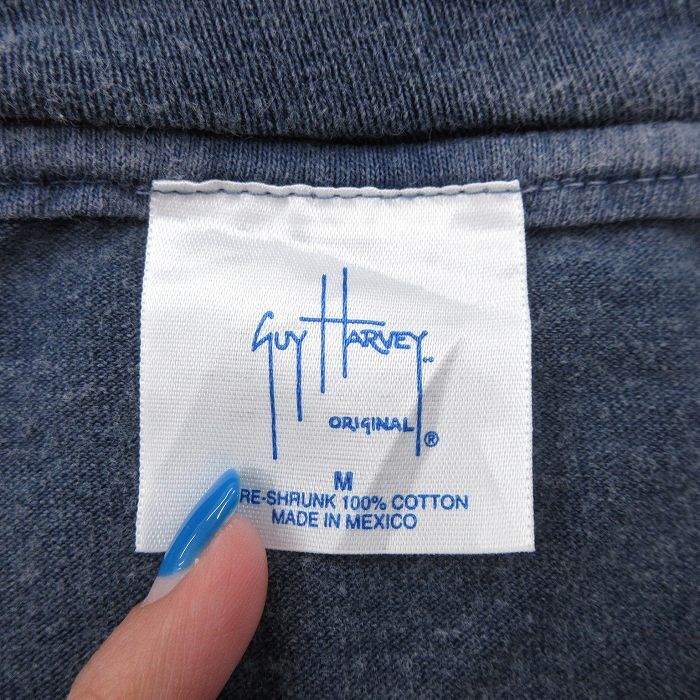 GUY HARVEY
ORIGINAL ®
M
RE-SHRUNK 100% COTTON
MADE IN MEXICO